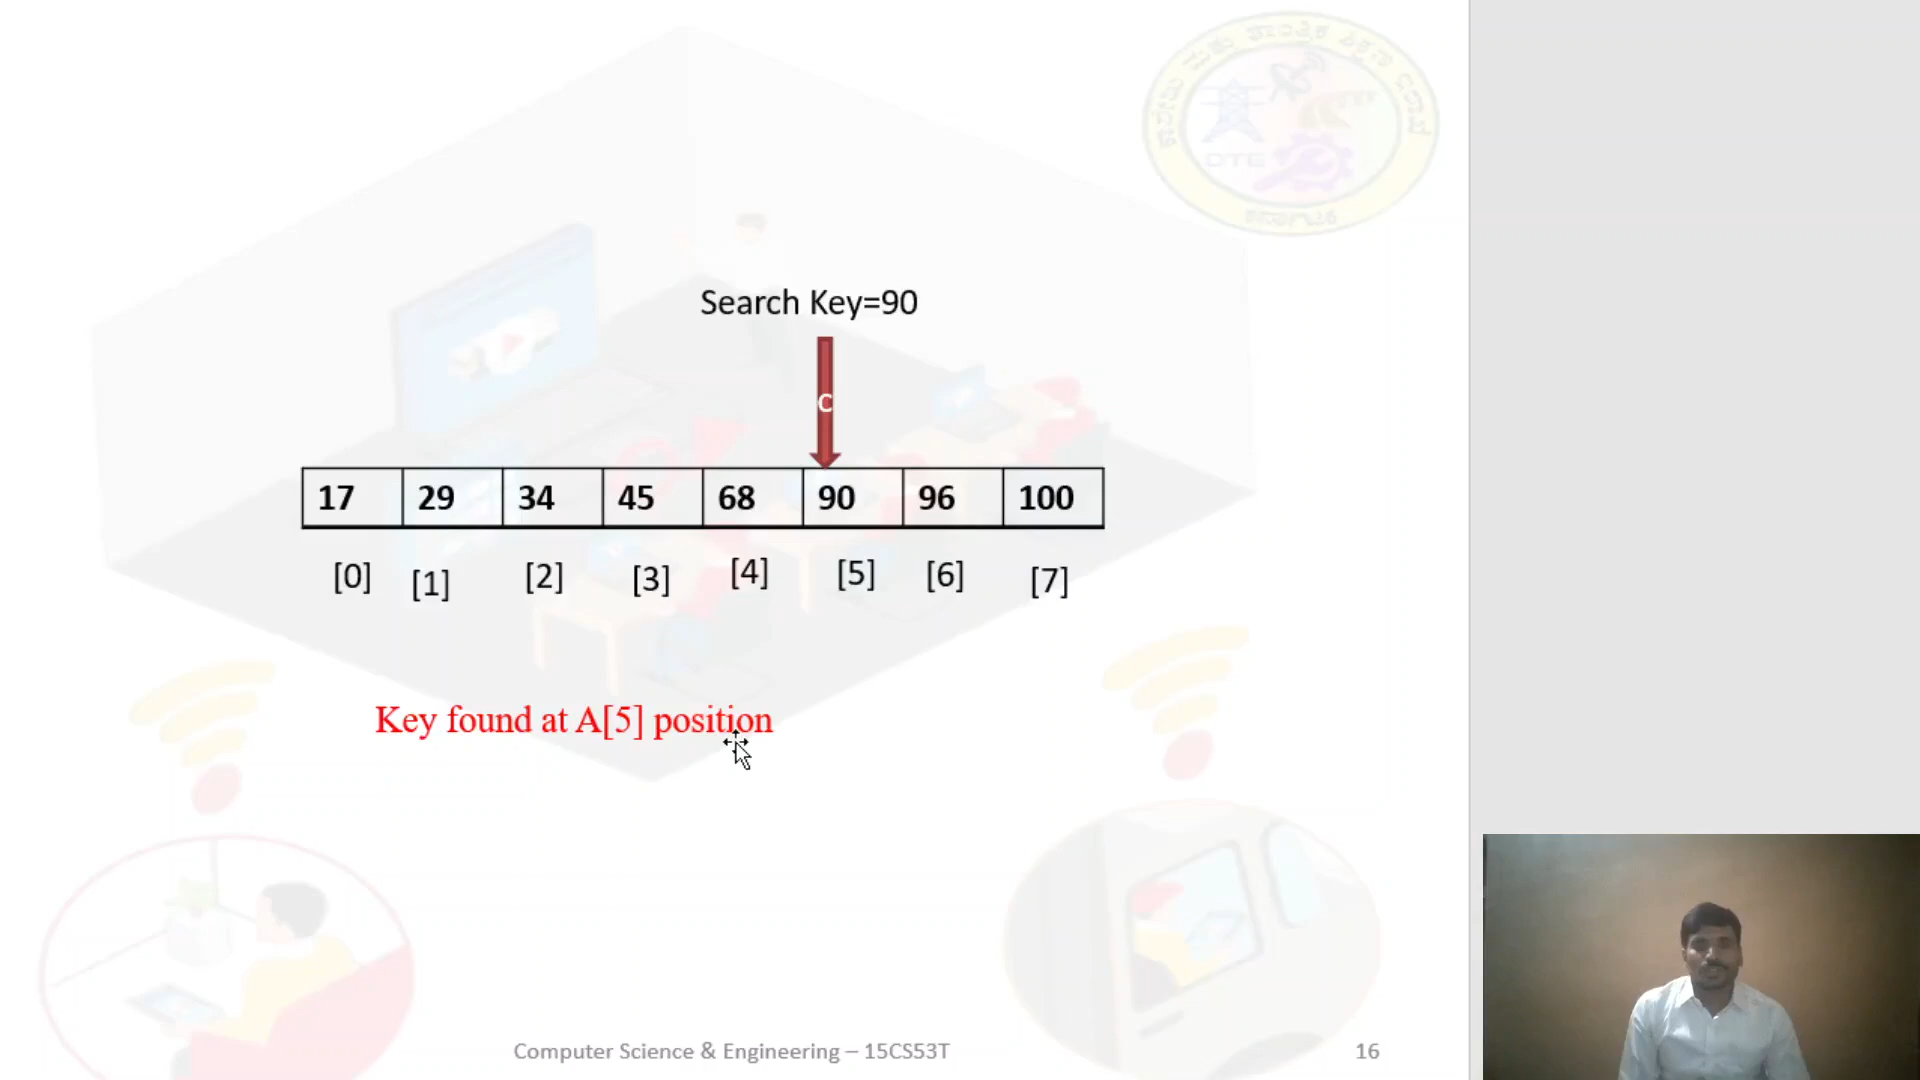 Search Key=90
C
17 29 34 45 68 90 96 100
[0] [1] [2] [3] [4] [5] [6] [7]
Key found at A[5] position
Computer Science & Engineering – 15CS53T
16
DTE